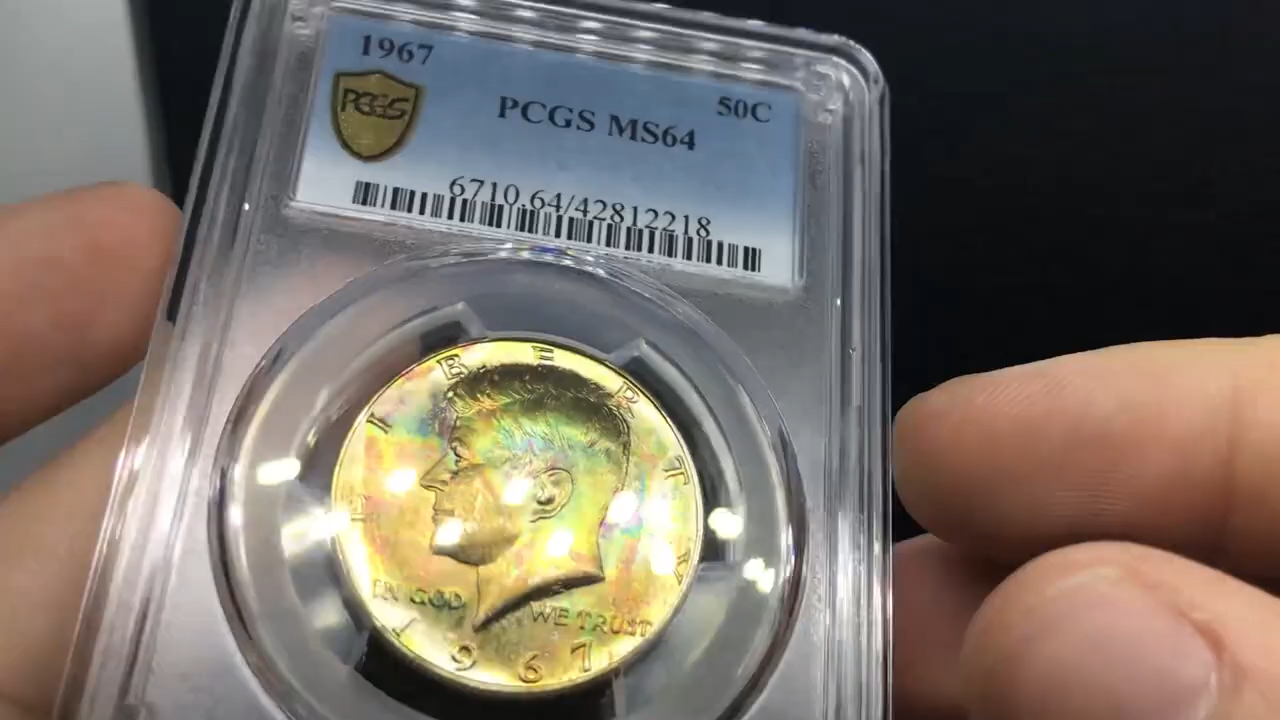 1967
PCGS
PCGS MS64
50C
6710.64/42812218
LIBERTY
IN GOD WE TRUST
1967